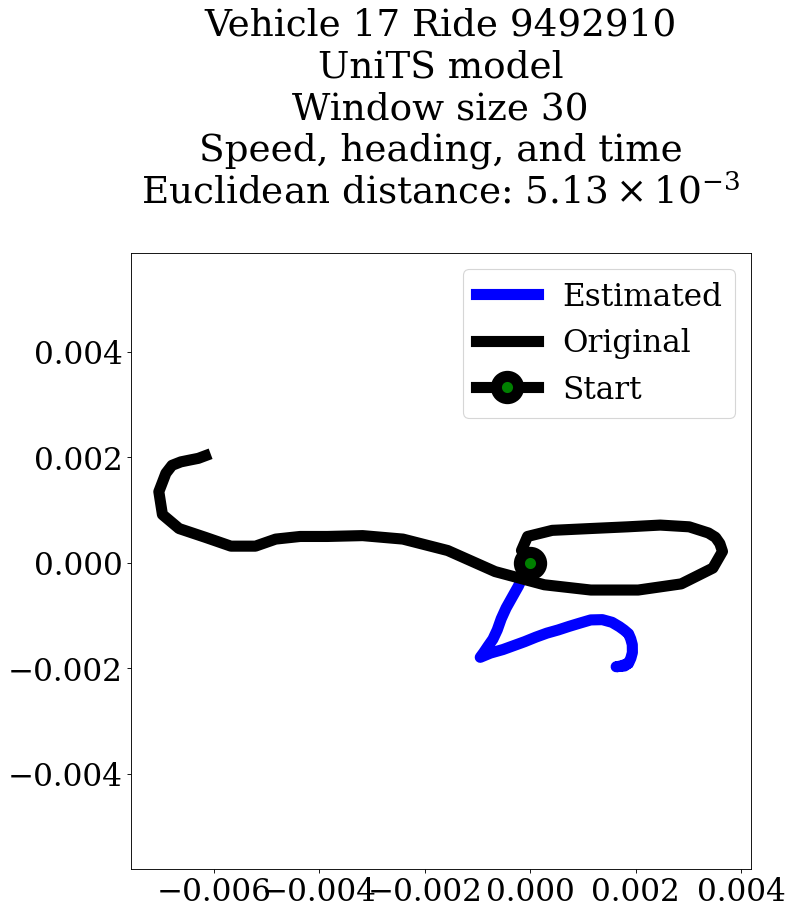 Vehicle 17 Ride 9492910
UniTS model
Window size 30
Speed, heading, and time
Euclidean distance: 5.13 × 10⁻³
Estimated
Original
Start
0.004
0.002
0.000
−0.002
−0.004
−0.006 −0.004 −0.002 0.000 0.002 0.004